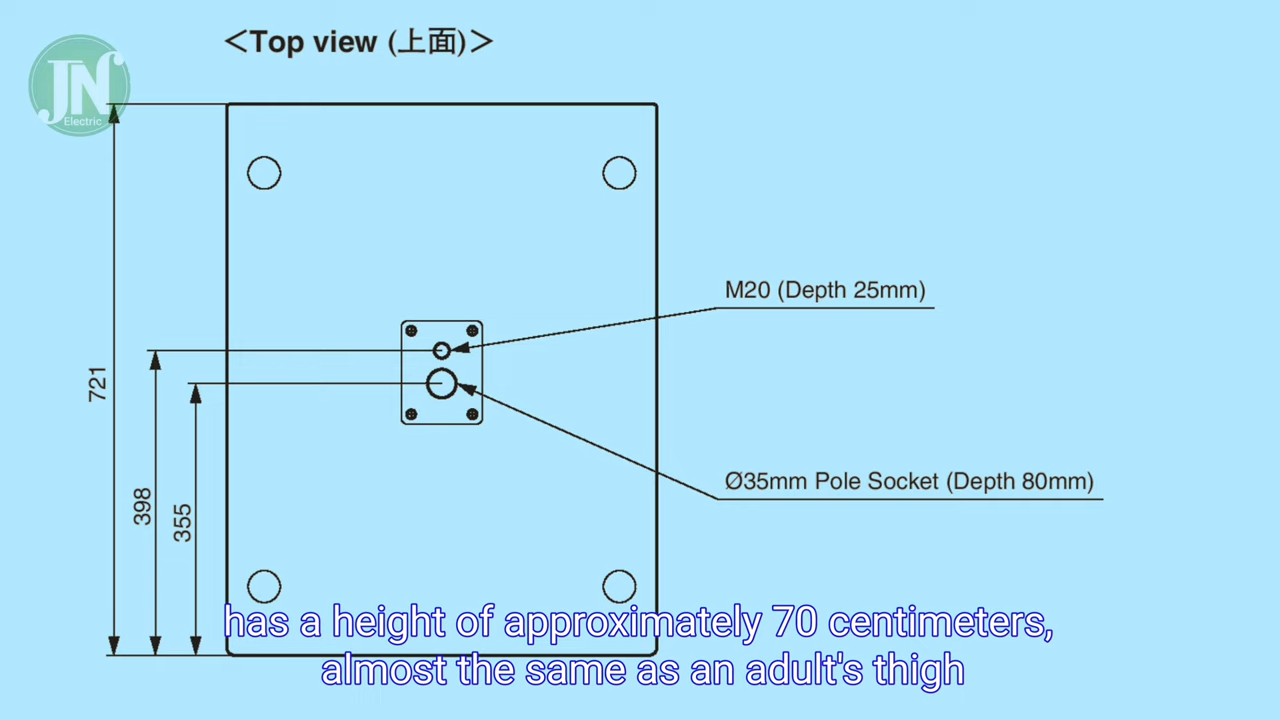 <Top view (上面)>
JN
Electric
M20 (Depth 25mm)
721
398
355
Ø35mm Pole Socket (Depth 80mm)
has a height of approximately 70 centimeters,
almost the same as an adult's thigh